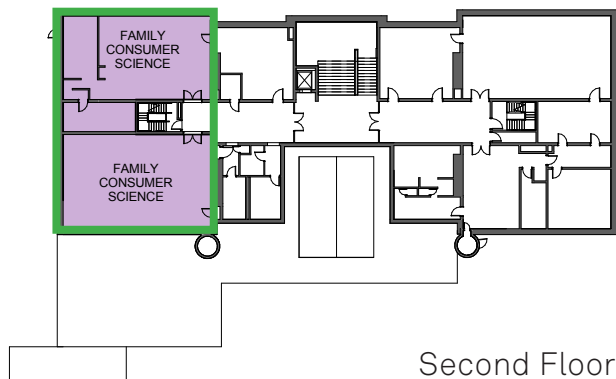 FAMILY
CONSUMER
SCIENCE
FAMILY
CONSUMER
SCIENCE
Second Floor